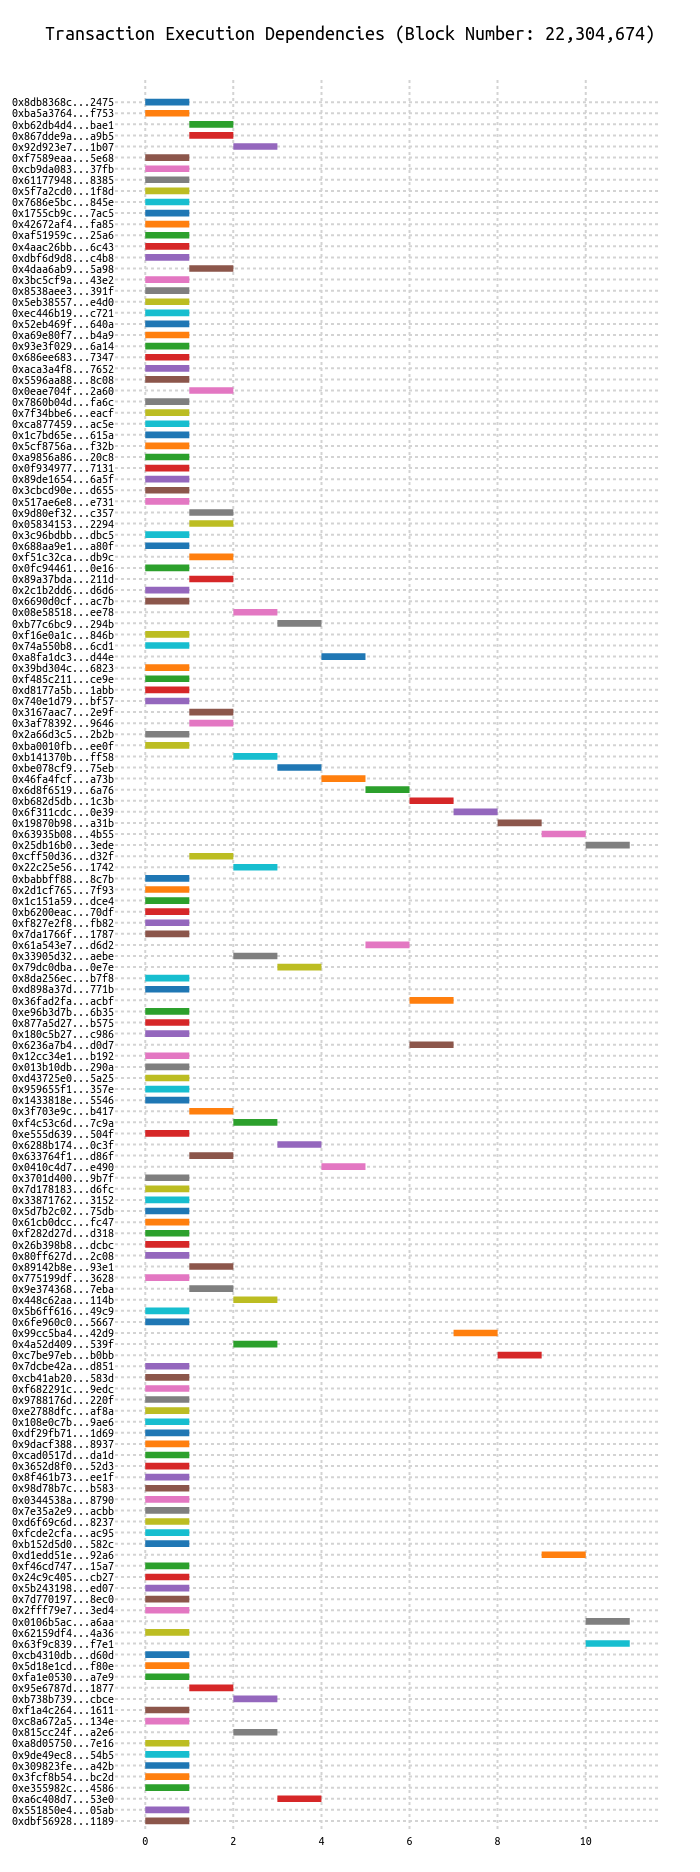 Transaction Execution Dependencies (Block Number: 22,304,674)
0x8db8368c...2475
0xba5a3764...f753
0xb62db4d4...bae1
0x867dde9a...a9b5
0x92d923e7...1b07
0xf7589eaa...5e68
0xcb9da083...37fb
0x61177948...8385
0x5f7a2cd0...1f8d
0x7686e5bc...845e
0x1755cb9c...7ac5
0x42672af4...fa85
0xaf51959c...25a6
0x4aac26bb...6c43
0xdbf6d9d8...c4b8
0x4daa6ab9...5a98
0x3bc5cf9a...43e2
0x8538aee3...391f
0x5eb38557...e4d0
0xec446b19...c721
0x52eb469f...640a
0xa69e80f7...b4a9
0x93e3f029...6a14
0x686ee683...7347
0xaca3a4f8...7652
0x5596aa88...8c08
0x0eae704f...2a60
0x7860b04d...fa6c
0x7f34bbe6...eacf
0xca877459...ac5e
0x1c7bd65e...615a
0x5cf8756a...f32b
0xa9856a86...20c8
0x0f934977...7131
0x89de1654...6a5f
0x3cbcd90e...d655
0x517ae6e8...e731
0x9d80ef32...c357
0x05834153...2294
0x3c96bdbb...dbc5
0x688aa9e1...a80f
0xf51c32ca...db9c
0x0fc94461...0e16
0x89a37bda...211d
0x2c1b2dd6...d6d6
0x6690d0cf...ac7b
0x08e58518...ee78
0xb77c6bc9...294b
0xf16e0a1c...846b
0x74a550b8...6cd1
0xa8fa1dc3...d44e
0x39bd304c...6823
0xf485c211...ce9e
0xd8177a5b...1abb
0x740e1d79...bf57
0x3167aac7...2e9f
0x3af78392...9646
0x2a66d3c5...2b2b
0xba0010fb...ee0f
0xb141370b...ff58
0xbe078cf9...75eb
0x46fa4fcf...a73b
0x6d8f6519...6a76
0xb682d5db...1c3b
0x6f311cdc...0e39
0x19870b98...a31b
0x63935b08...4b55
0x25db16b0...3ede
0xcff50d36...d32f
0x22c25e56...1742
0xbabbff88...8c7b
0x2d1cf765...7f93
0x1c151a59...dce4
0xb6200eac...70df
0xf827e2f8...fb82
0x7da1766f...1787
0x61a543e7...d6d2
0x33905d32...aebe
0x79dc0dba...0e7e
0x8da256ec...b7f8
0xd898a37d...771b
0x36fad2fa...acbf
0xe96b3d7b...6b35
0x877a5d27...b575
0x180c5b27...c986
0x6236a7b4...d0d7
0x12cc34e1...b192
0x013b10db...290a
0xd43725e0...5a25
0x959655f1...357e
0x1433818e...5546
0x3f703e9c...b417
0xf4c53c6d...7c9a
0xe555d639...504f
0x6288b174...0c3f
0x633764f1...d86f
0x0410c4d7...e490
0x3701d400...9b7f
0x7d178183...d6fc
0x33871762...3152
0x5d7b2c02...75db
0x61cb0dcc...fc47
0xf282d27d...d318
0x26b398b8...dcbc
0x80ff627d...2c08
0x89142b8e...93e1
0x775199df...3628
0x9e374368...7eba
0x448c62aa...114b
0x5b6ff616...49c9
0x6fe960c0...5667
0x99cc5ba4...42d9
0x4a52d409...539f
0xc7be97eb...b0bb
0x7dcbe42a...d851
0xcb41ab20...583d
0xf682291c...9edc
0x9788176d...220f
0xe2788dfc...af8a
0x108e0c7b...9ae6
0xdf29fb71...1d69
0x9dacf388...8937
0xcad0517d...da1d
0x3652d8f0...52d3
0x8f461b73...ee1f
0x98d78b7c...b583
0x0344538a...8790
0x7e35a2e9...acbb
0xd6f69c6d...8237
0xfcde2cfa...ac95
0xb152d5d0...582c
0xd1edd51e...92a6
0xf46cd747...15a7
0x24c9c405...cb27
0x5b243198...ed07
0x7d770197...8ec0
0x2fff79e7...3ed4
0x0106b5ac...a6aa
0x62159df4...4a36
0x63f9c839...f7e1
0xcb4310db...d60d
0x5d18e1cd...f80e
0xfa1e0530...a7e9
0x95e6787d...1877
0xb738b739...cbce
0xf1a4c264...1611
0xc8a672a5...134e
0x815cc24f...a2e6
0xa8d05750...7e16
0x9de49ec8...54b5
0x309823fe...a42b
0x3fcf8b54...bc2d
0xe355982c...4586
0xa6c408d7...53e0
0x551850e4...05ab
0xdbf56928...1189
0 2 4 6 8 10